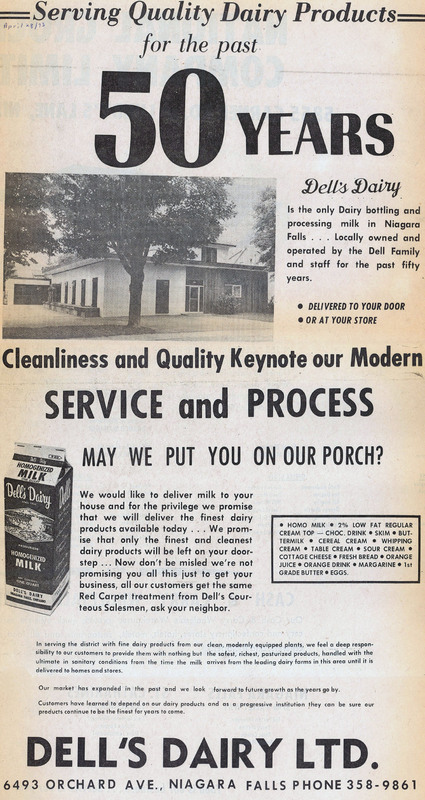 Serving Quality Dairy Products
for the past
50 YEARS
Dell's Dairy
Is the only Dairy bottling and
processing milk in Niagara
Falls . . . Locally owned and
operated by the Dell Family
and staff for the past fifty
years.
● DELIVERED TO YOUR DOOR
● OR AT YOUR STORE
Cleanliness and Quality Keynote our Modern
SERVICE and PROCESS
MAY WE PUT YOU ON OUR PORCH?
HOMOGENIZED
MILK
Dell's Dairy
HOMOGENIZED
MILK
DELL'S DAIRY
We would like to deliver milk to your
house and for the privilege we promise
that we will deliver the finest dairy
products available today . . . We prom-
ise that only the finest and cleanest
dairy products will be left on your door-
step . . . Now don't be misled we're not
promising you all this just to get your
business, all our customers get the same
Red Carpet treatment from Dell's Cour-
teous Salesmen, ask your neighbor.
● HOMO MILK ● 2% LOW FAT REGULAR
CREAM TOP — CHOC. DRINK ● SKIM ● BUT-
TERMILK ● CEREAL CREAM ● WHIPPING
CREAM ● TABLE CREAM ● SOUR CREAM ●
COTTAGE CHEESE ● FRESH BREAD ● ORANGE
JUICE ● ORANGE DRINK ● MARGARINE ● 1st
GRADE BUTTER ● EGGS.
In serving the district with fine dairy products from our clean, modernly equipped plants, we feel a deep respon-
sibility to our customers to provide them with nothing but the safest, richest, pasturized products, handled with the
ultimate in sanitary conditions from the time the milk arrives from the leading dairy farms in this area until it is
delivered to homes and stores.
Our market has expanded in the past and we look forward to future growth as the years go by.
Customers have learned to depend on our dairy products and as a progressive institution they can be sure our
products continue to be the finest for years to come.
DELL'S DAIRY LTD.
6493 ORCHARD AVE., NIAGARA FALLS PHONE 358-9861